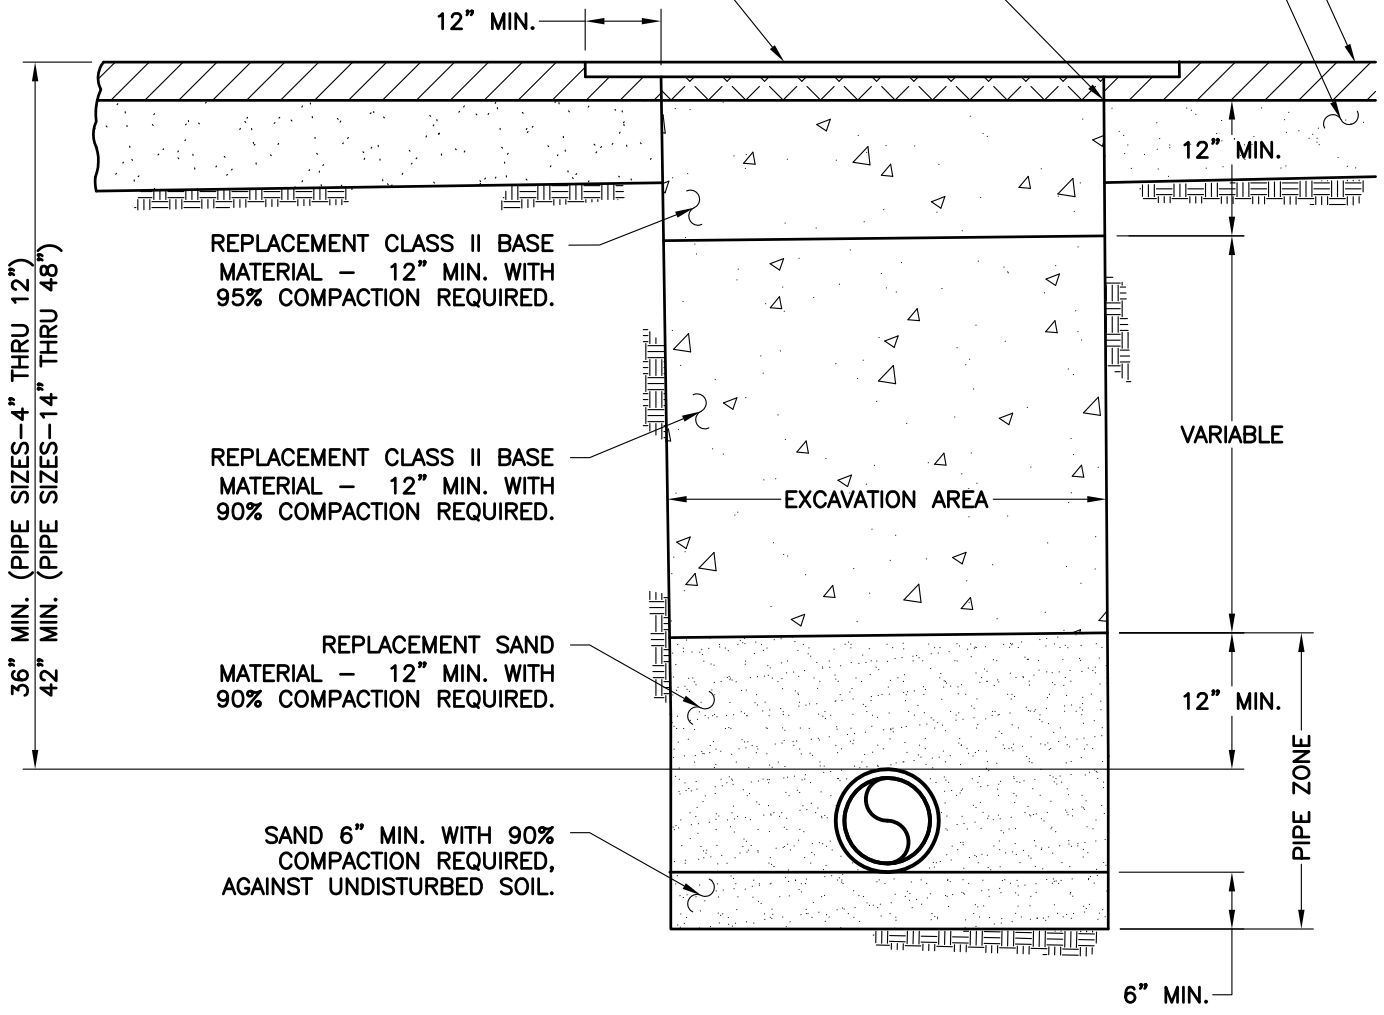 12” MIN.
12” MIN.
REPLACEMENT CLASS II BASE
MATERIAL – 12” MIN. WITH
95% COMPACTION REQUIRED.
36” MIN. (PIPE SIZES–4” THRU 12”)
42” MIN. (PIPE SIZES–14” THRU 48”)
VARIABLE
REPLACEMENT CLASS II BASE
MATERIAL – 12” MIN. WITH
90% COMPACTION REQUIRED.
EXCAVATION AREA
REPLACEMENT SAND
MATERIAL – 12” MIN. WITH
90% COMPACTION REQUIRED.
12” MIN.
PIPE ZONE
SAND 6” MIN. WITH 90%
COMPACTION REQUIRED,
AGAINST UNDISTURBED SOIL.
6” MIN.